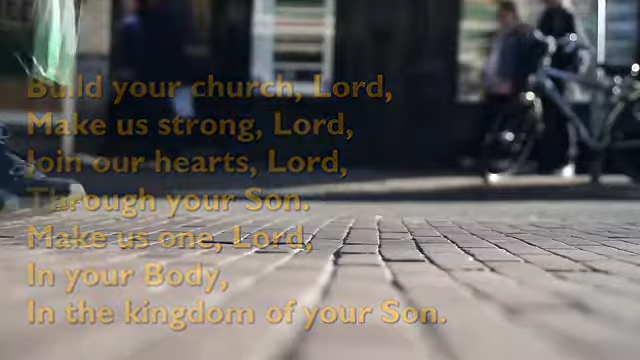 Build your church, Lord,
Make us strong, Lord,
Join our hearts, Lord,
Through your Son.
Make us one, Lord,
In your Body,
In the kingdom of your Son.